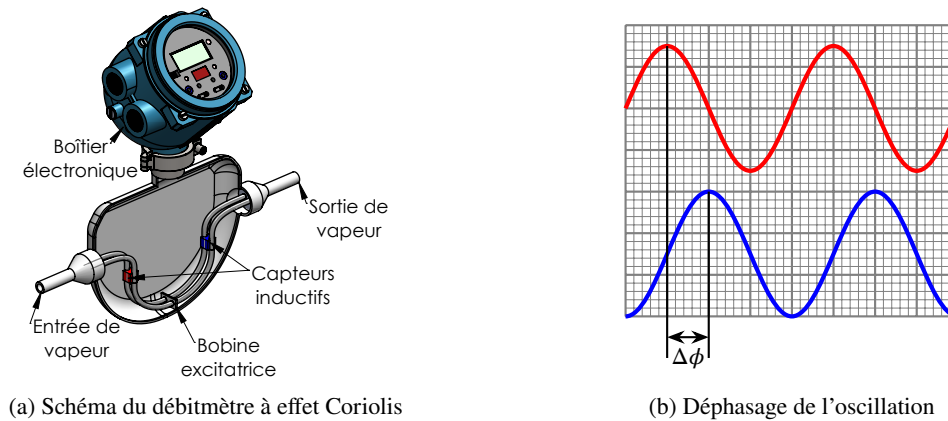 Boîtier
électronique
Sortie de
vapeur
Capteurs
inductifs
Entrée de
vapeur
Bobine
excitatrice
(a) Schéma du débitmètre à effet Coriolis
Δϕ
(b) Déphasage de l'oscillation